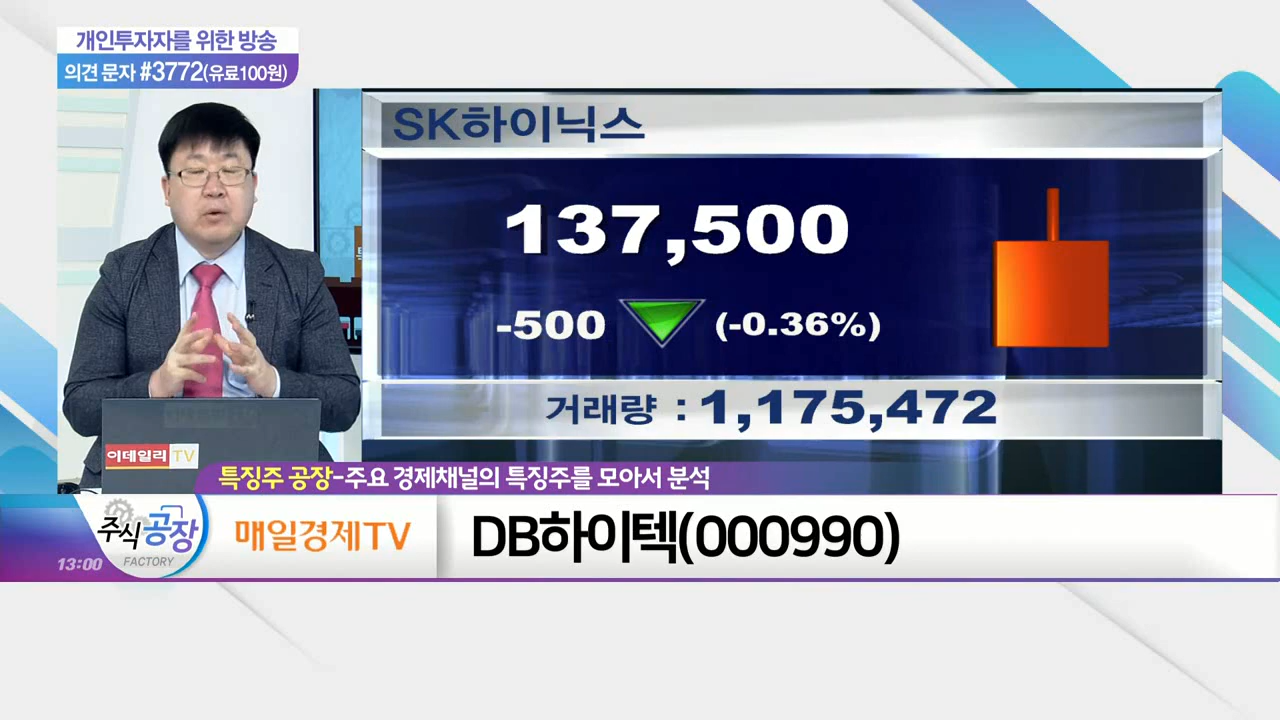 개인투자자를 위한 방송
의견 문자 #3772(유료100원)
SK하이닉스
137,500
-500 (-0.36%)
거래량 : 1,175,472
이데일리 TV
특징주 공장-주요 경제채널의 특징주를 모아서 분석
주식공장
FACTORY
13:00
매일경제TV
DB하이텍(000990)